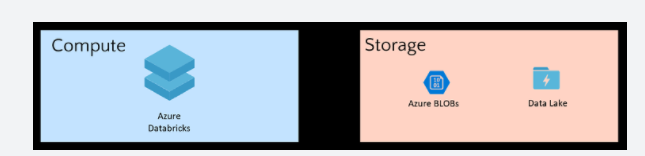 Compute
Azure
Databricks
Storage
Azure BLOBs
Data Lake